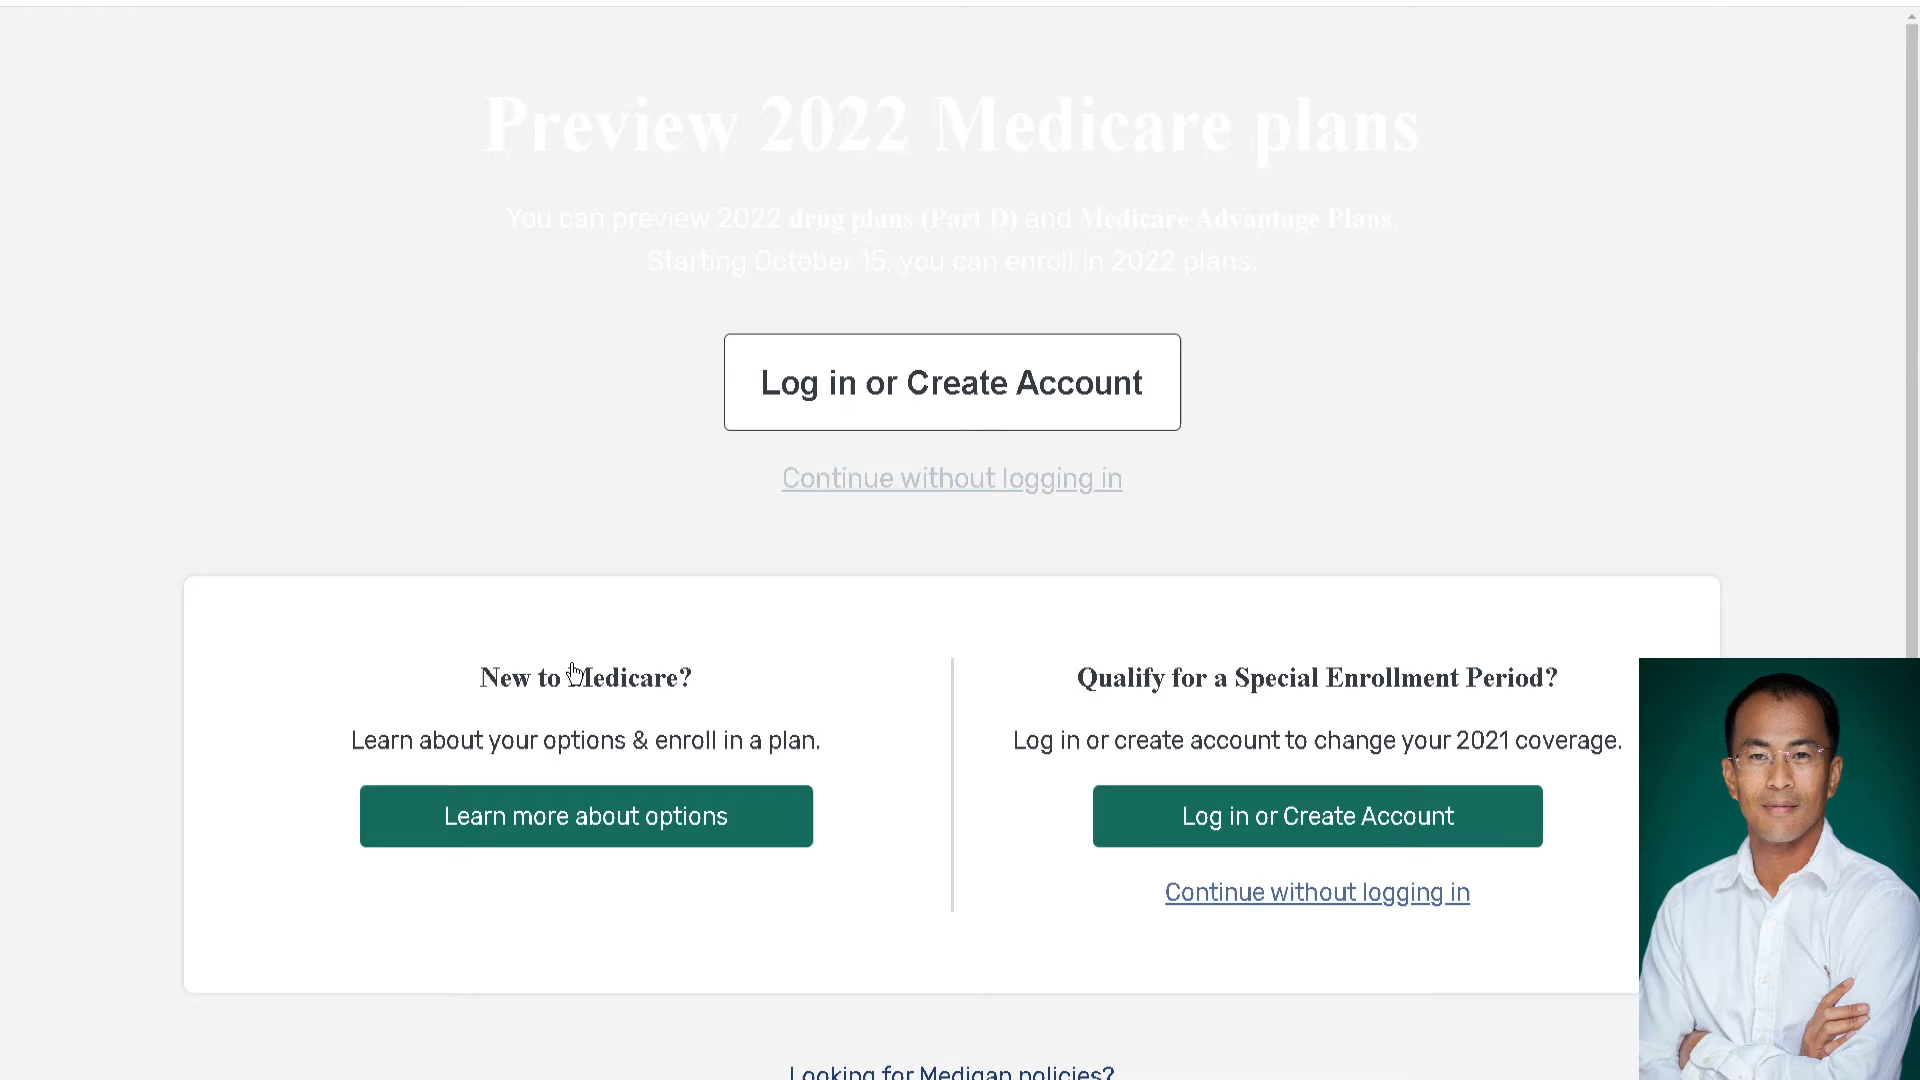 Preview 2022 Medicare plans
You can preview 2022 drug plans (Part D) and Medicare Advantage Plans.
Starting October 15, you can enroll in 2022 plans.
Log in or Create Account
Continue without logging in
New to Medicare?
Learn about your options & enroll in a plan.
Learn more about options
Qualify for a Special Enrollment Period?
Log in or create account to change your 2021 coverage.
Log in or Create Account
Continue without logging in
Looking for Medigap policies?